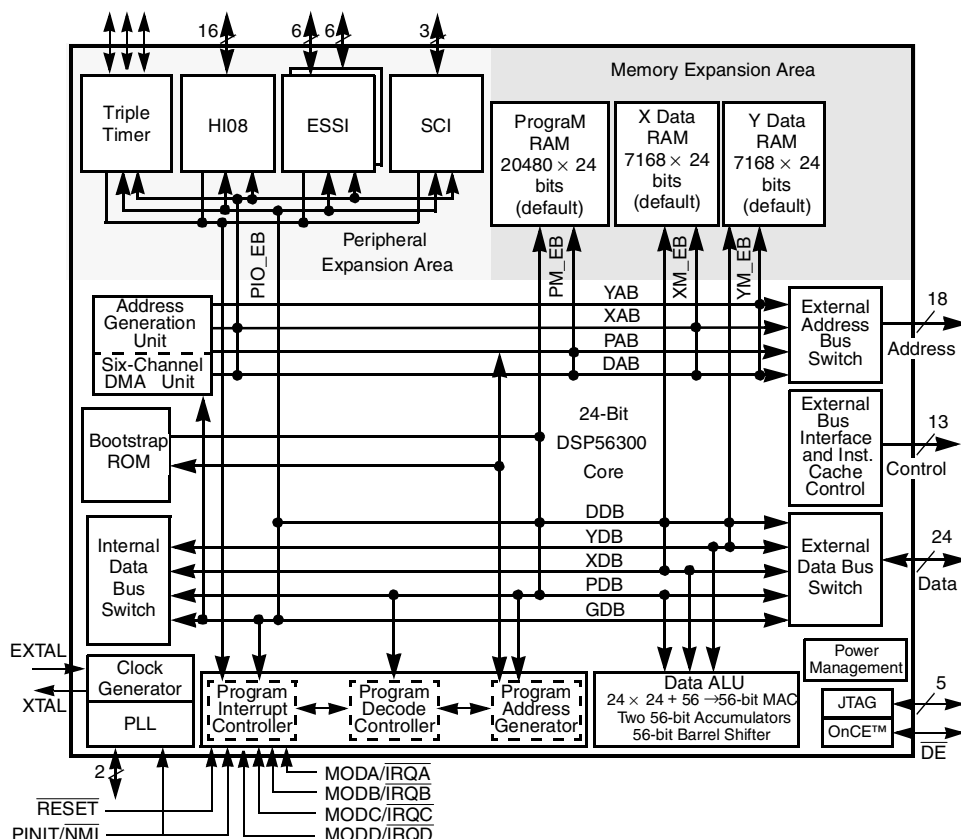 16
6
6
3
Memory Expansion Area
Triple
Timer
HI08
ESSI
SCI
PrograM
RAM
20480 × 24
bits
(default)
X Data
RAM
7168 × 24
bits
(default)
Y Data
RAM
7168 × 24
bits
(default)
Peripheral
Expansion Area
PIO_EB
PM_EB
XM_EB
YM_EB
Address
Generation
Unit
Six-Channel
DMA Unit
YAB
XAB
PAB
DAB
External
Address
Bus
Switch
18
Address
Bootstrap
ROM
24-Bit
DSP56300
Core
External
Bus
Interface
and Inst.
Cache
Control
13
Control
Internal
Data
Bus
Switch
DDB
YDB
XDB
PDB
GDB
External
Data Bus
Switch
24
Data
EXTAL
XTAL
Clock
Generator
PLL
2
Program
Interrupt
Controller
Program
Decode
Controller
Program
Address
Generator
Data ALU
24 × 24 + 56 →56-bit MAC
Two 56-bit Accumulators
56-bit Barrel Shifter
Power
Management
JTAG
OnCE™
5
DE
RESET
PINIT/NMI
MODA/IRQA
MODB/IRQB
MODC/IRQC
MODD/IRQD